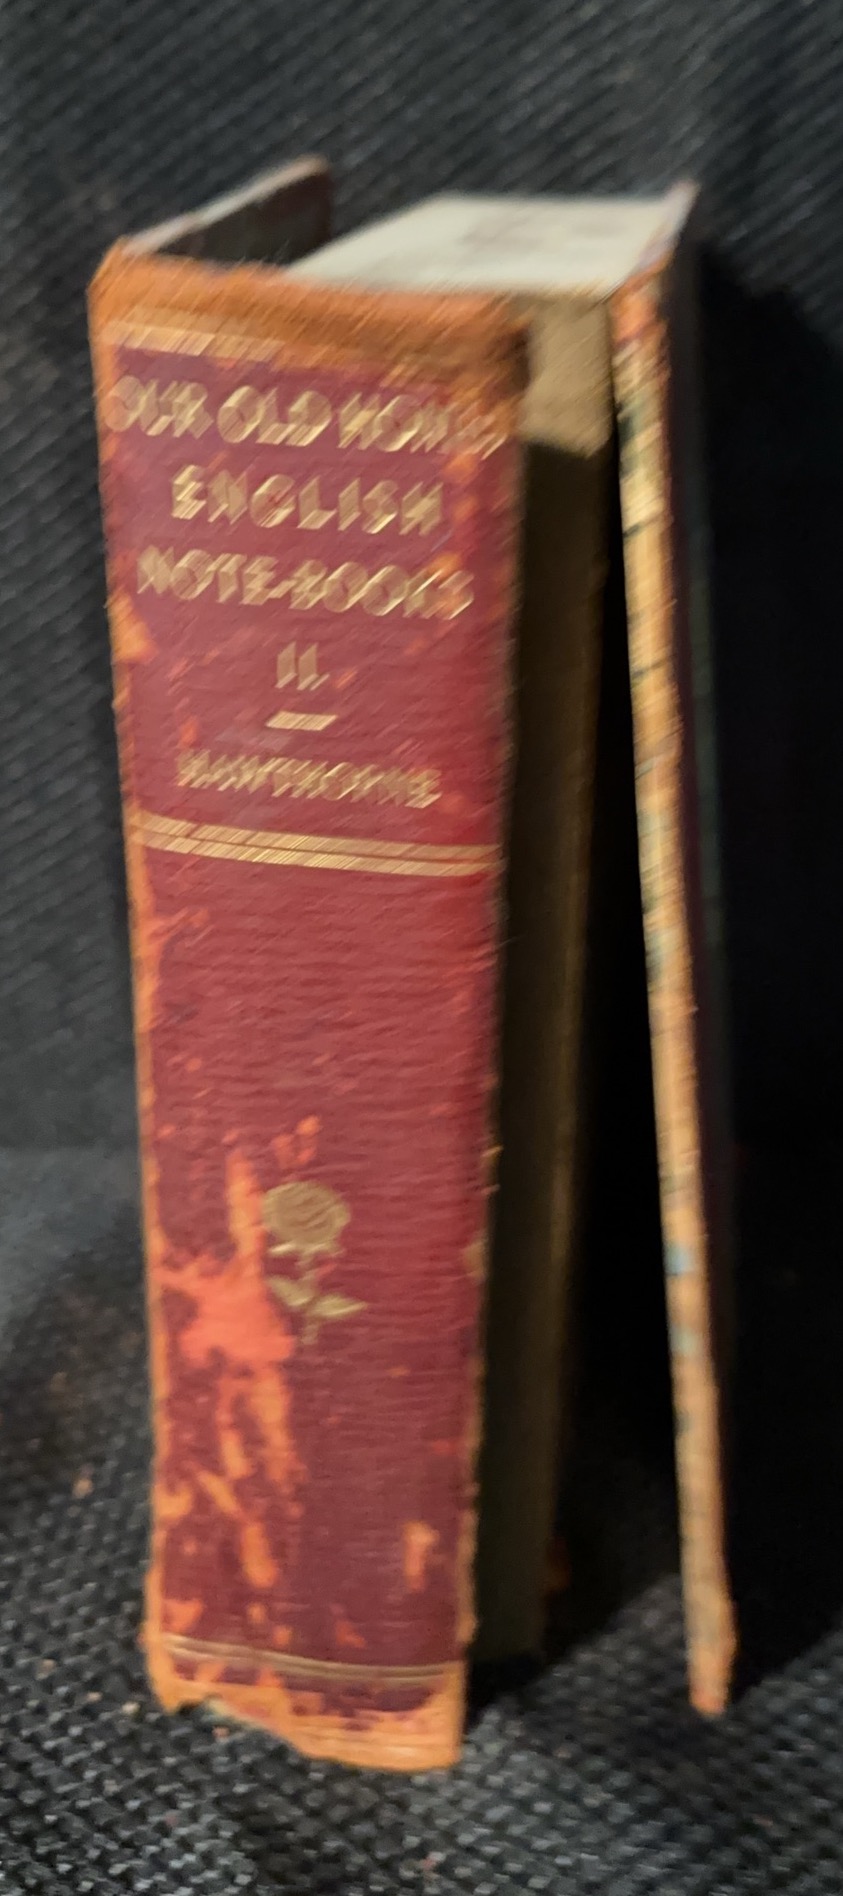 OUR OLD HOME
ENGLISH
NOTE-BOOKS
II.
HAWTHORNE